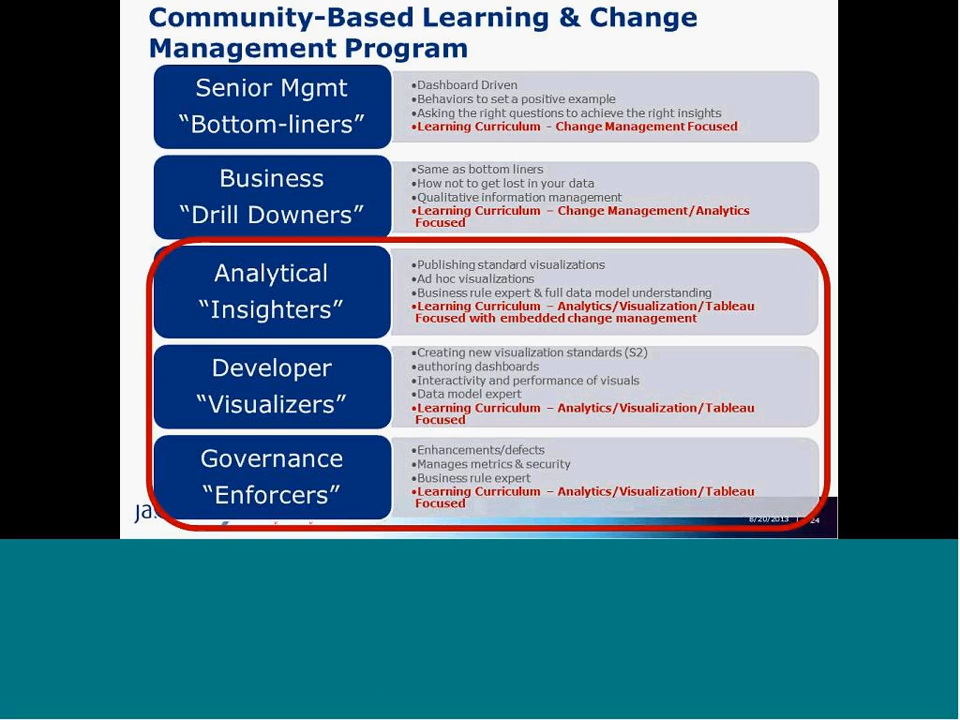 Community-Based Learning & Change
Management Program
Senior Mgmt
“Bottom-liners”
•Dashboard Driven
•Behaviors to set a positive example
•Asking the right questions to achieve the right insights
•Learning Curriculum - Change Management Focused
Business
“Drill Downers”
•Same as bottom liners
•How not to get lost in your data
•Qualitative information management
•Learning Curriculum – Change Management/Analytics
Focused
Analytical
“Insighters”
•Publishing standard visualizations
•Ad hoc visualizations
•Business rule expert & full data model understanding
•Learning Curriculum – Analytics/Visualization/Tableau
Focused with embedded change management
Developer
“Visualizers”
•Creating new visualization standards (S2)
•authoring dashboards
•Interactivity and performance of visuals
•Data model expert
•Learning Curriculum – Analytics/Visualization/Tableau
Focused
Governance
“Enforcers”
•Enhancements/defects
•Manages metrics & security
•Business rule expert
•Learning Curriculum – Analytics/Visualization/Tableau
Focused
8/20/2013 | 24